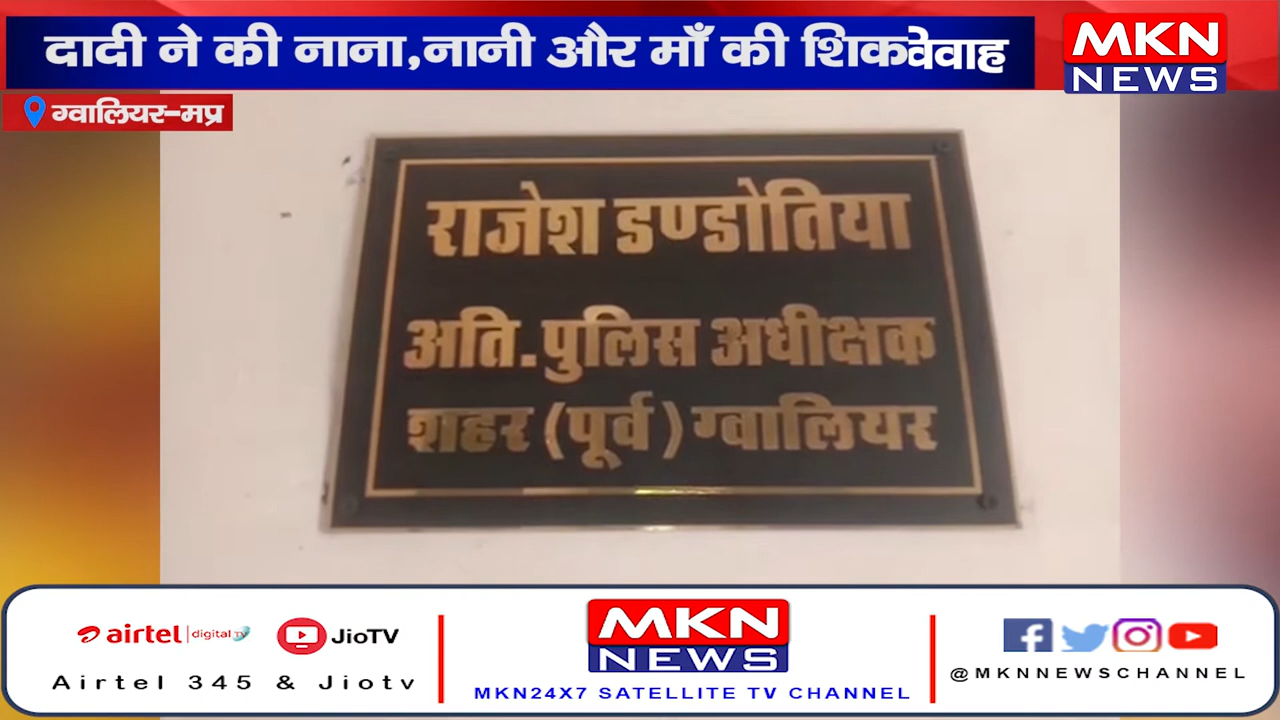 दादी ने की नाना,नानी और माँ की
MKN
NEWS
ग्वालियर-मप्र
राजेश डण्डोतिया
अति.पुलिस अधीक्षक
शहर (पूर्व) ग्वालियर
airtel digital TV
JioTV
Airtel 345 & Jiotv
MKN
NEWS
MKN24X7 SATELLITE TV CHANNEL
@MKNNEWSCHANNEL